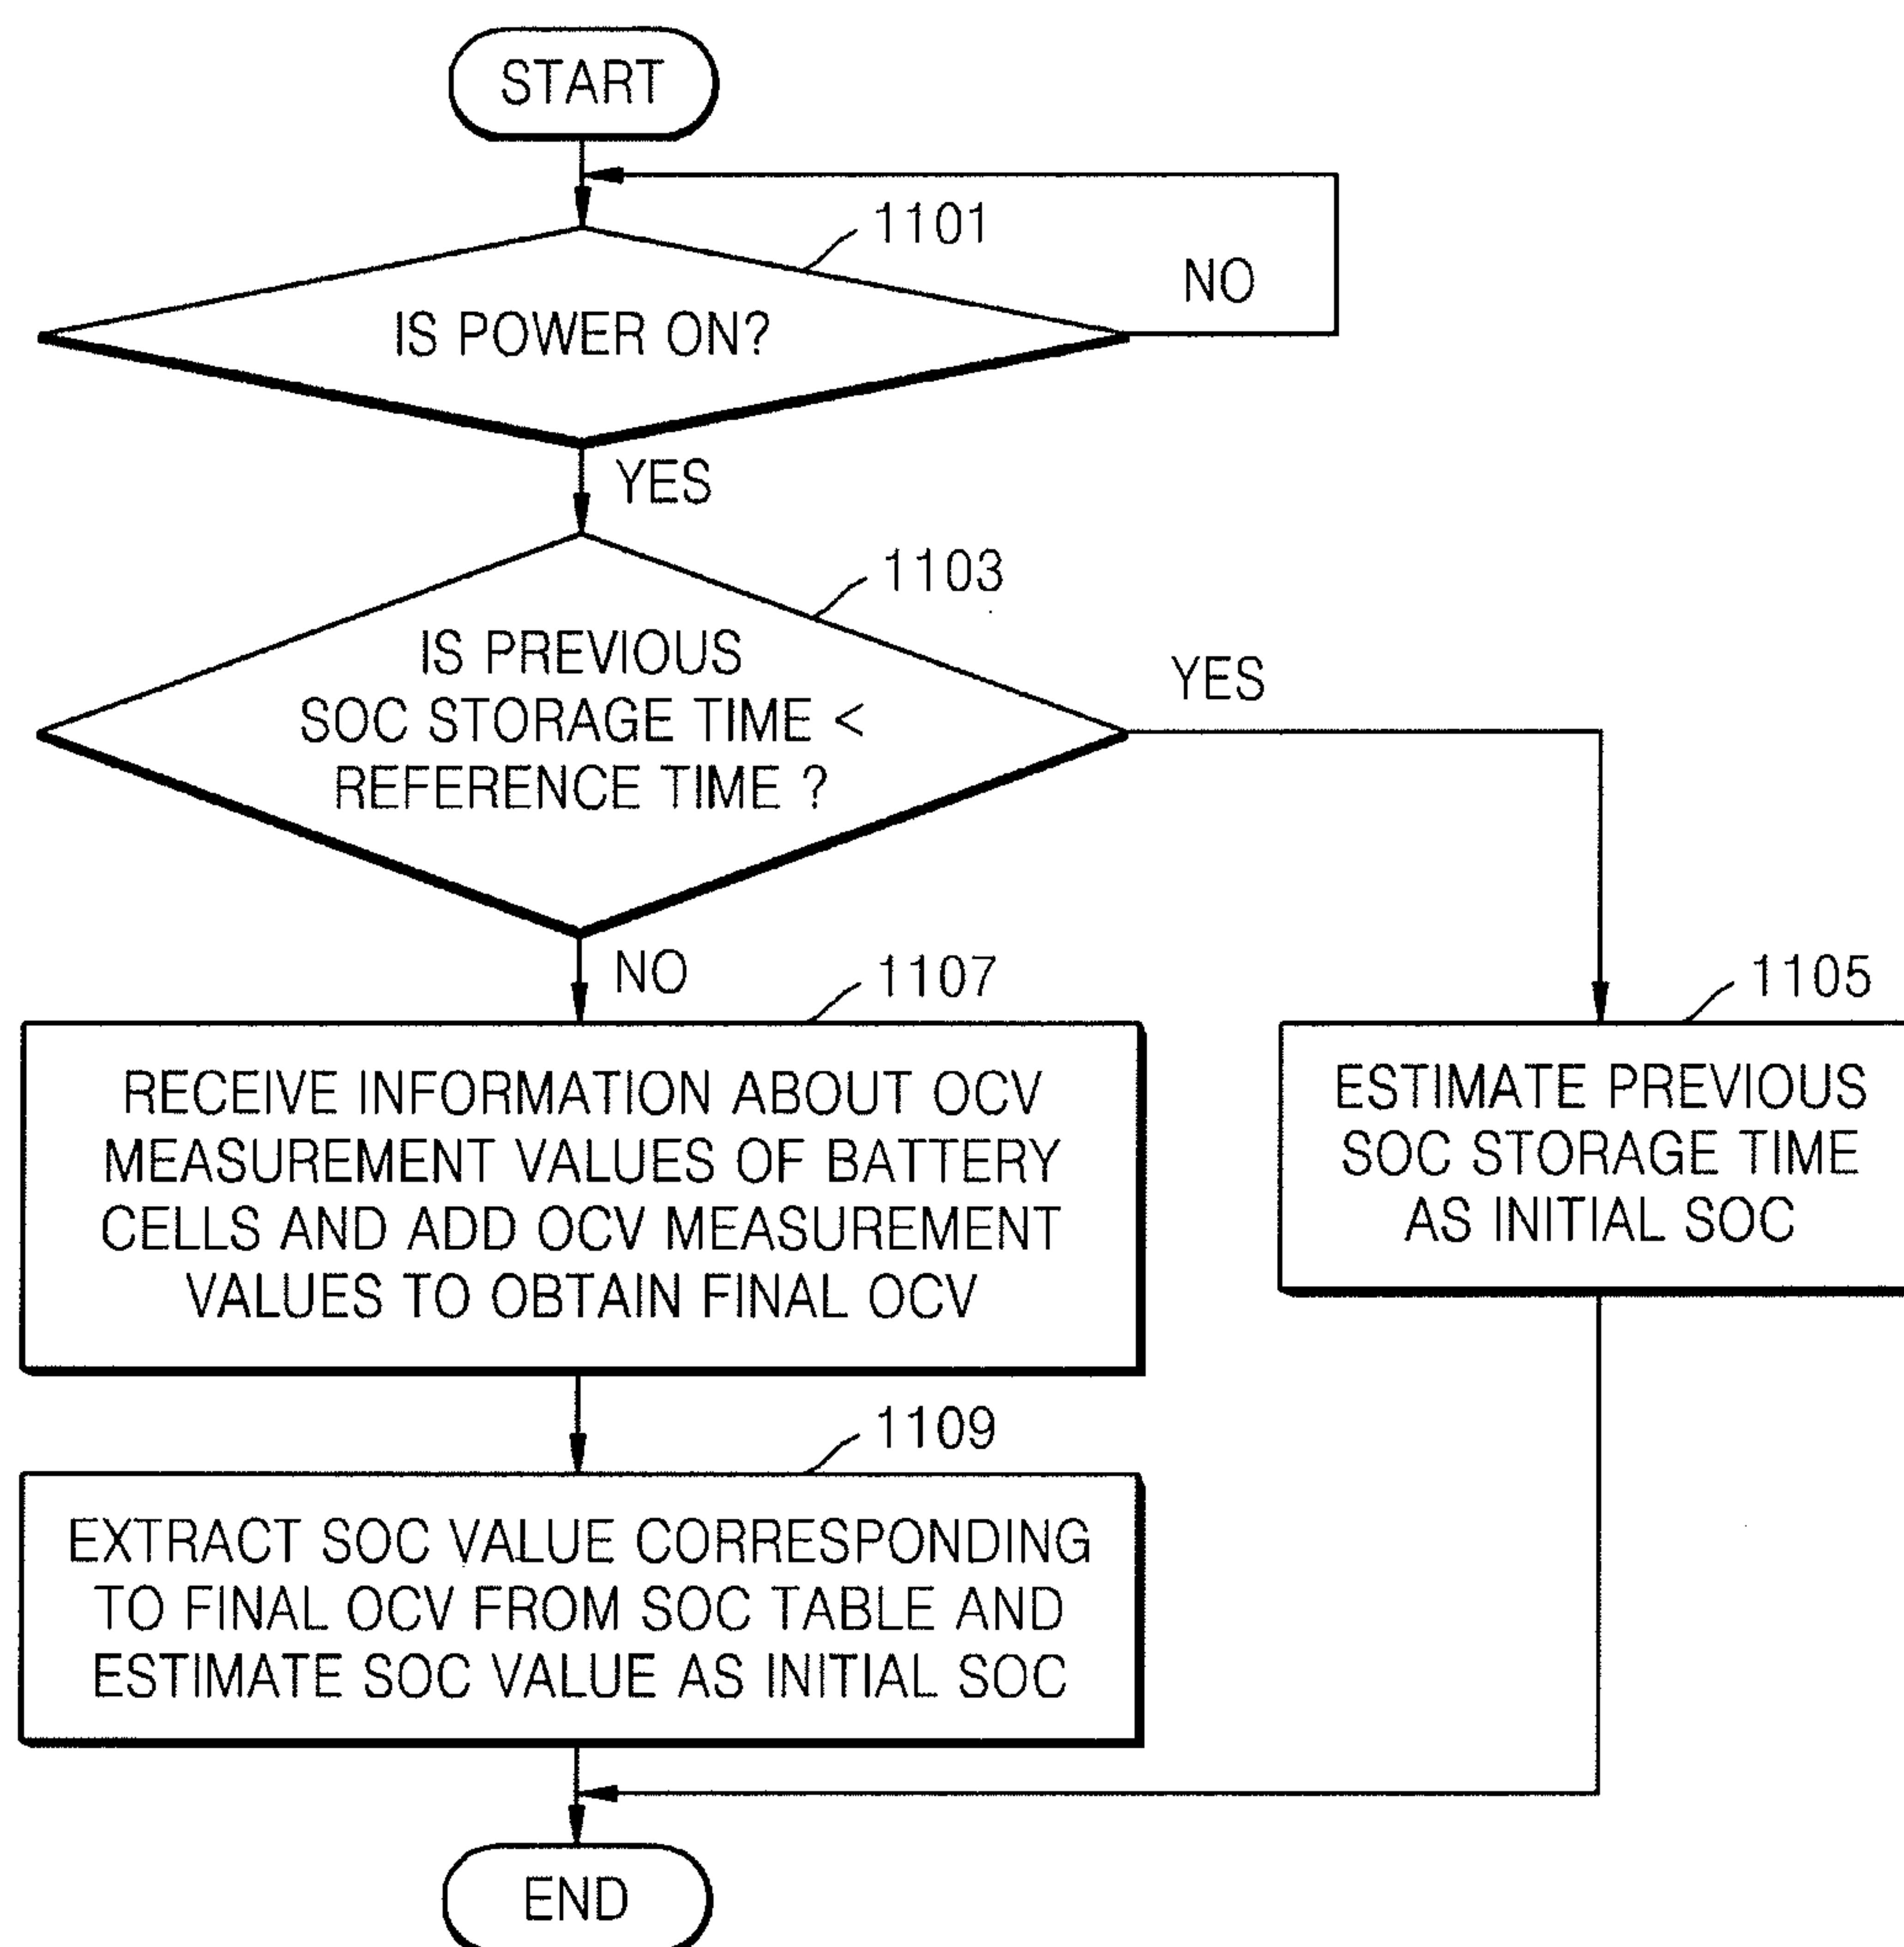 START
1101
NO
IS POWER ON?
YES
1103
IS PREVIOUS
SOC STORAGE TIME <
REFERENCE TIME ?
YES
NO
1107
1105
RECEIVE INFORMATION ABOUT OCV
MEASUREMENT VALUES OF BATTERY
CELLS AND ADD OCV MEASUREMENT
VALUES TO OBTAIN FINAL OCV
ESTIMATE PREVIOUS
SOC STORAGE TIME
AS INITIAL SOC
1109
EXTRACT SOC VALUE CORRESPONDING
TO FINAL OCV FROM SOC TABLE AND
ESTIMATE SOC VALUE AS INITIAL SOC
END